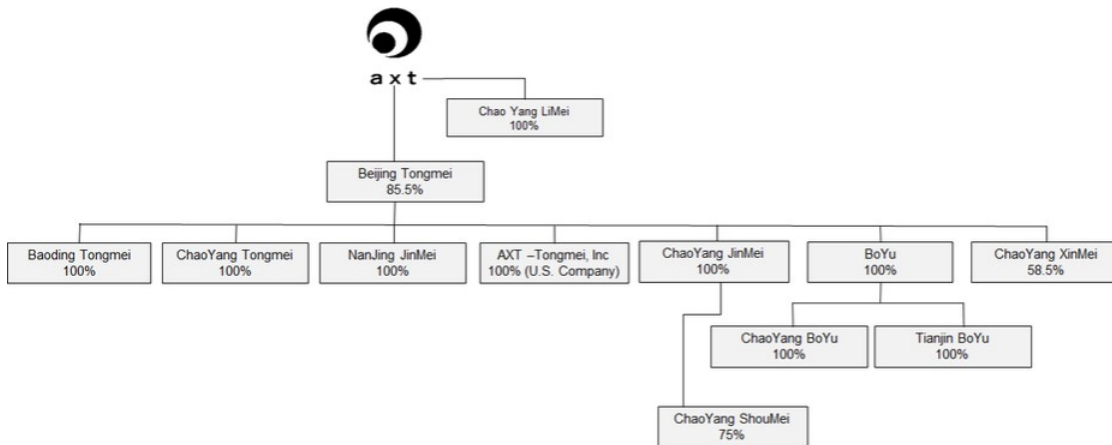 axt
Chao Yang LiMei
100%
Beijing Tongmei
85.5%
Baoding Tongmei
100%
ChaoYang Tongmei
100%
NanJing JinMei
100%
AXT –Tongmei, Inc
100% (U.S. Company)
ChaoYang JinMei
100%
BoYu
100%
ChaoYang XinMei
58.5%
ChaoYang BoYu
100%
Tianjin BoYu
100%
ChaoYang ShouMei
75%